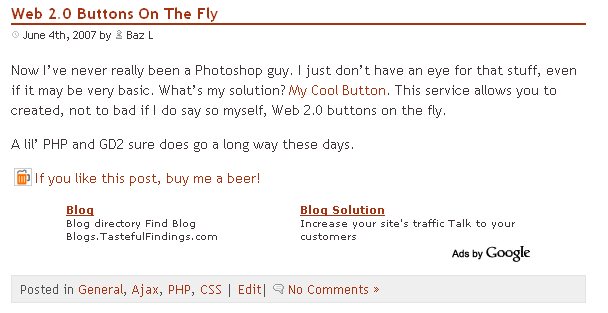 Web 2.0 Buttons On The Fly
June 4th, 2007 by Baz L
Now I've never really been a Photoshop guy. I just don't have an eye for that stuff, even
if it may be very basic. What's my solution? My Cool Button. This service allows you to
created, not to bad if I do say so myself, Web 2.0 buttons on the fly.
A lil' PHP and GD2 sure does go a long way these days.
If you like this post, buy me a beer!
Blog
Blog directory Find Blog
Blogs.TastefulFindings.com
Blog Solution
Increase your site's traffic Talk to your
customers
Ads by Google
Posted in General, Ajax, PHP, CSS | Edit| No Comments »